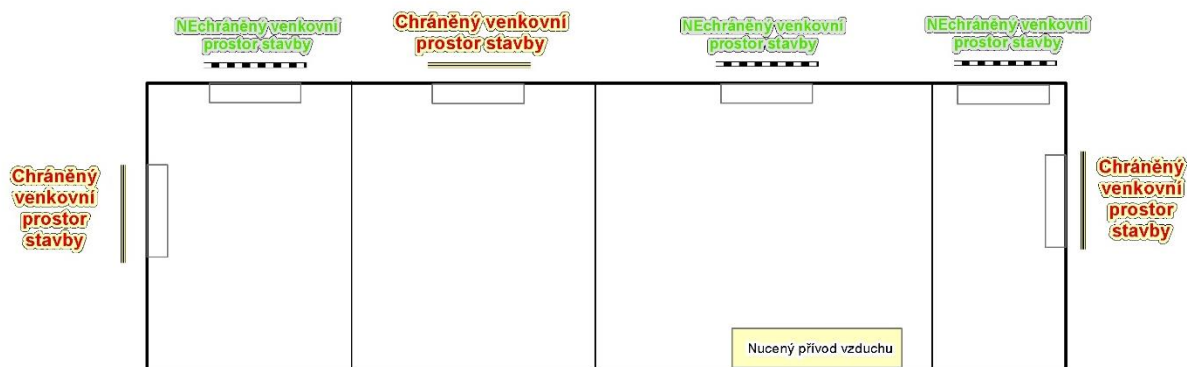 NEchráněný venkovní
prostor stavby
Chráněný venkovní
prostor stavby
NEchráněný venkovní
prostor stavby
NEchráněný venkovní
prostor stavby
Chráněný
venkovní
prostor
stavby
Chráněný
venkovní
prostor
stavby
Nucený přívod vzduchu